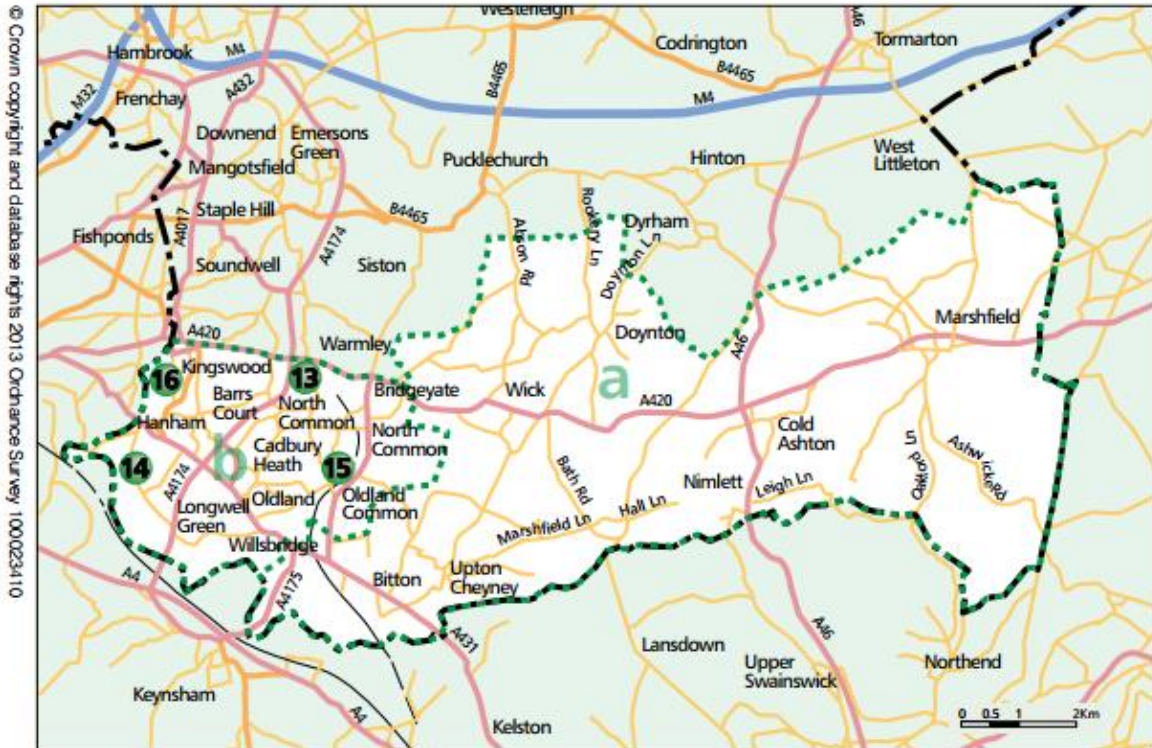 © Crown copyright and database rights 2013 Ordnance Survey 100023410
Westerleigh
A46
Codrington
Tormarton
Hambrook
M4
B4465
B4465
M32
Frenchay
A432
M4
Downend
Emersons
Green
Mangotsfield
Pucklechurch
Hinton
West
Littleton
Staple Hill
B4465
Abson Rd
Rookery Ln
Dyrham
Doynton Ln
Fishponds
A4017
A4174
Soundwell
Siston
A420
Warmley
Doynton
A46
Marshfield
16
Kingswood
13
Bridgeyate
Wick
a
A420
Barrs
Court
North
Common
Hanham
North
Common
Cold
Ashton
14
A4174
b
Cadbury
Heath
15
Bath Rd
Nimlett
Leigh Ln
Oakford Ln
Ashwicke Rd
Longwell
Green
Oldland
Oldland
Common
Marshfield Ln
Hall Ln
Willsbridge
A4
A4175
Bitton
Upton
Cheyney
A431
Lansdown
A46
Upper
Swainswick
Northend
Keynsham
A4
Kelston
0 0.5 1 2Km